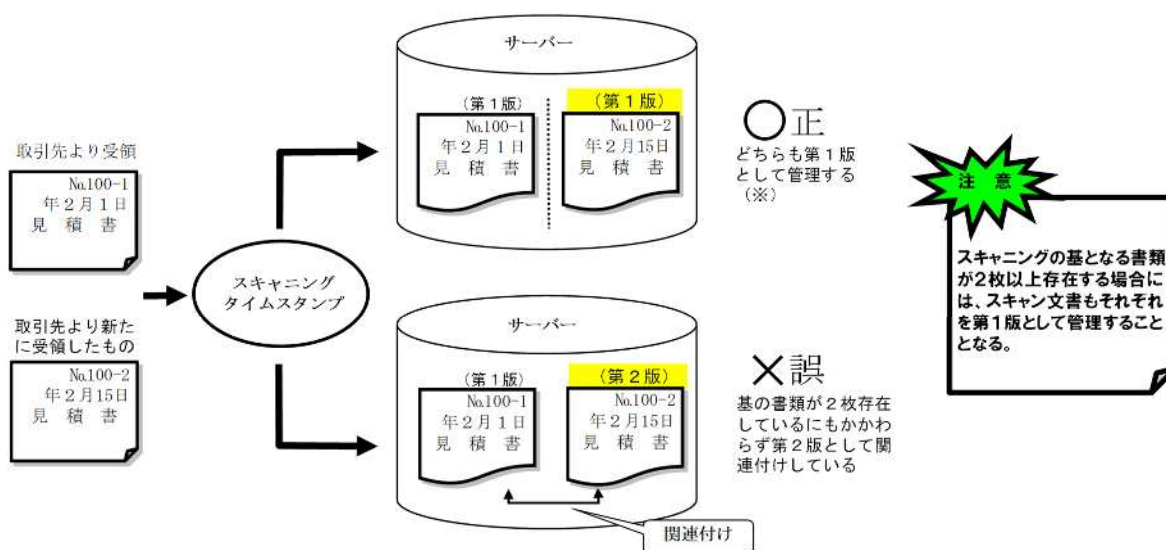 取引先より受領
No.100-1
年2月1日
見 積 書
取引先より新た
に受領したもの
No.100-2
年2月15日
見 積 書
スキャニング
タイムスタンプ
サーバー
(第1版)
No.100-1
年2月1日
見 積 書
(第1版)
No.100-2
年2月15日
見 積 書
○正
どちらも第1版
として管理する
(※)
サーバー
(第1版)
No.100-1
年2月1日
見 積 書
(第2版)
No.100-2
年2月15日
見 積 書
関連付け
×誤
基の書類が2枚存在
しているにもかかわ
らず第2版として関
連付けしている
注 意
スキャニングの基となる書類
が2枚以上存在する場合に
は、スキャン文書もそれぞれ
を第1版として管理すること
となる。